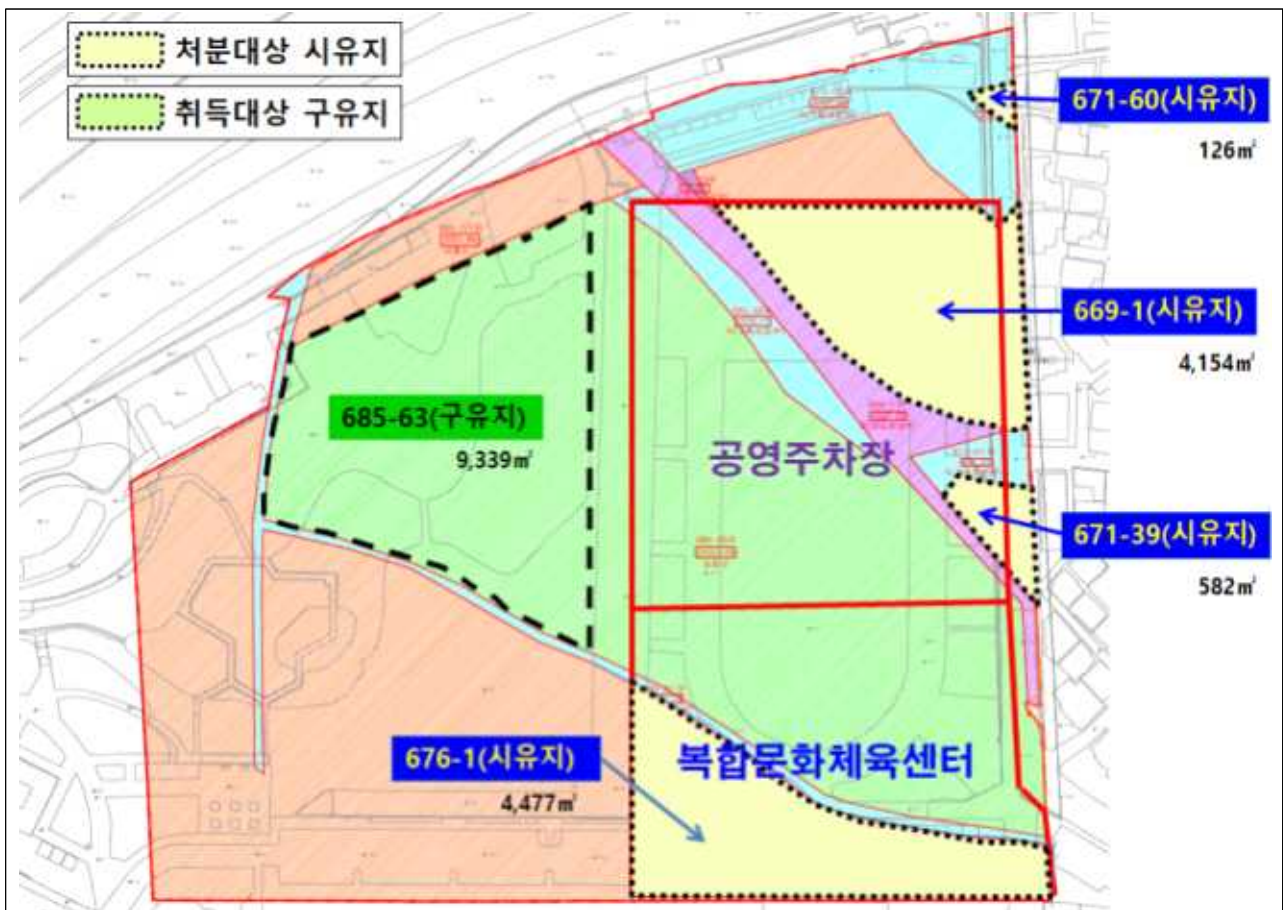 처분대상 시유지
취득대상 구유지
671-60(시유지)
126㎡
669-1(시유지)
4,154㎡
685-63(구유지)
9,339㎡
공영주차장
671-39(시유지)
582㎡
676-1(시유지)
4,477㎡
복합문화체육센터